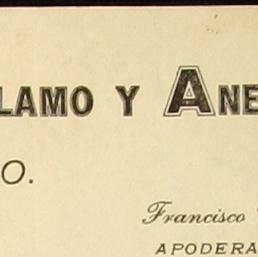 LAMO Y ANE
O.
Francisco
APODERA